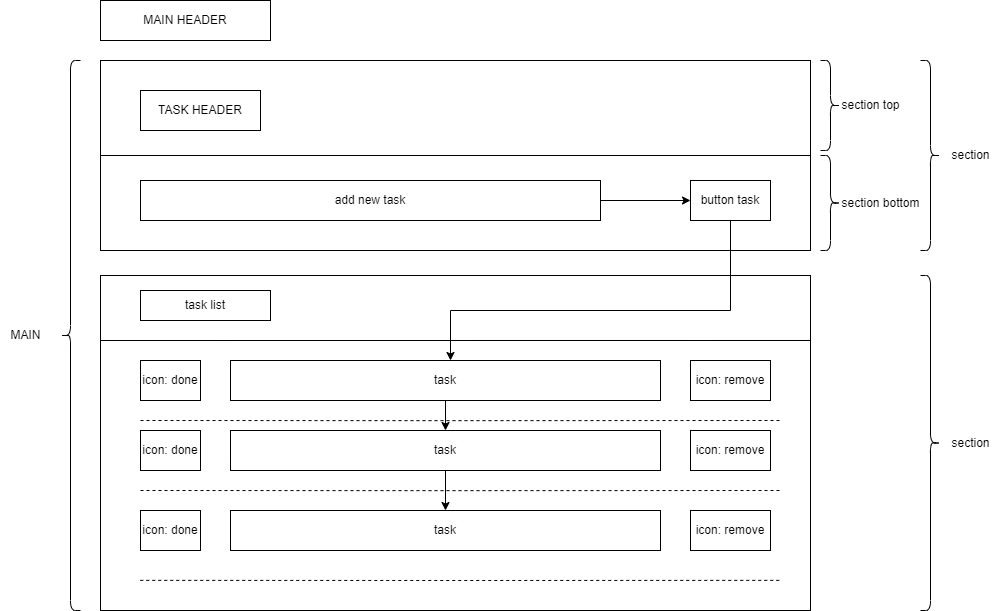 MAIN HEADER
TASK HEADER
section top
section
add new task
button task
section bottom
task list
MAIN
icon: done
task
icon: remove
icon: done
task
icon: remove
section
icon: done
task
icon: remove